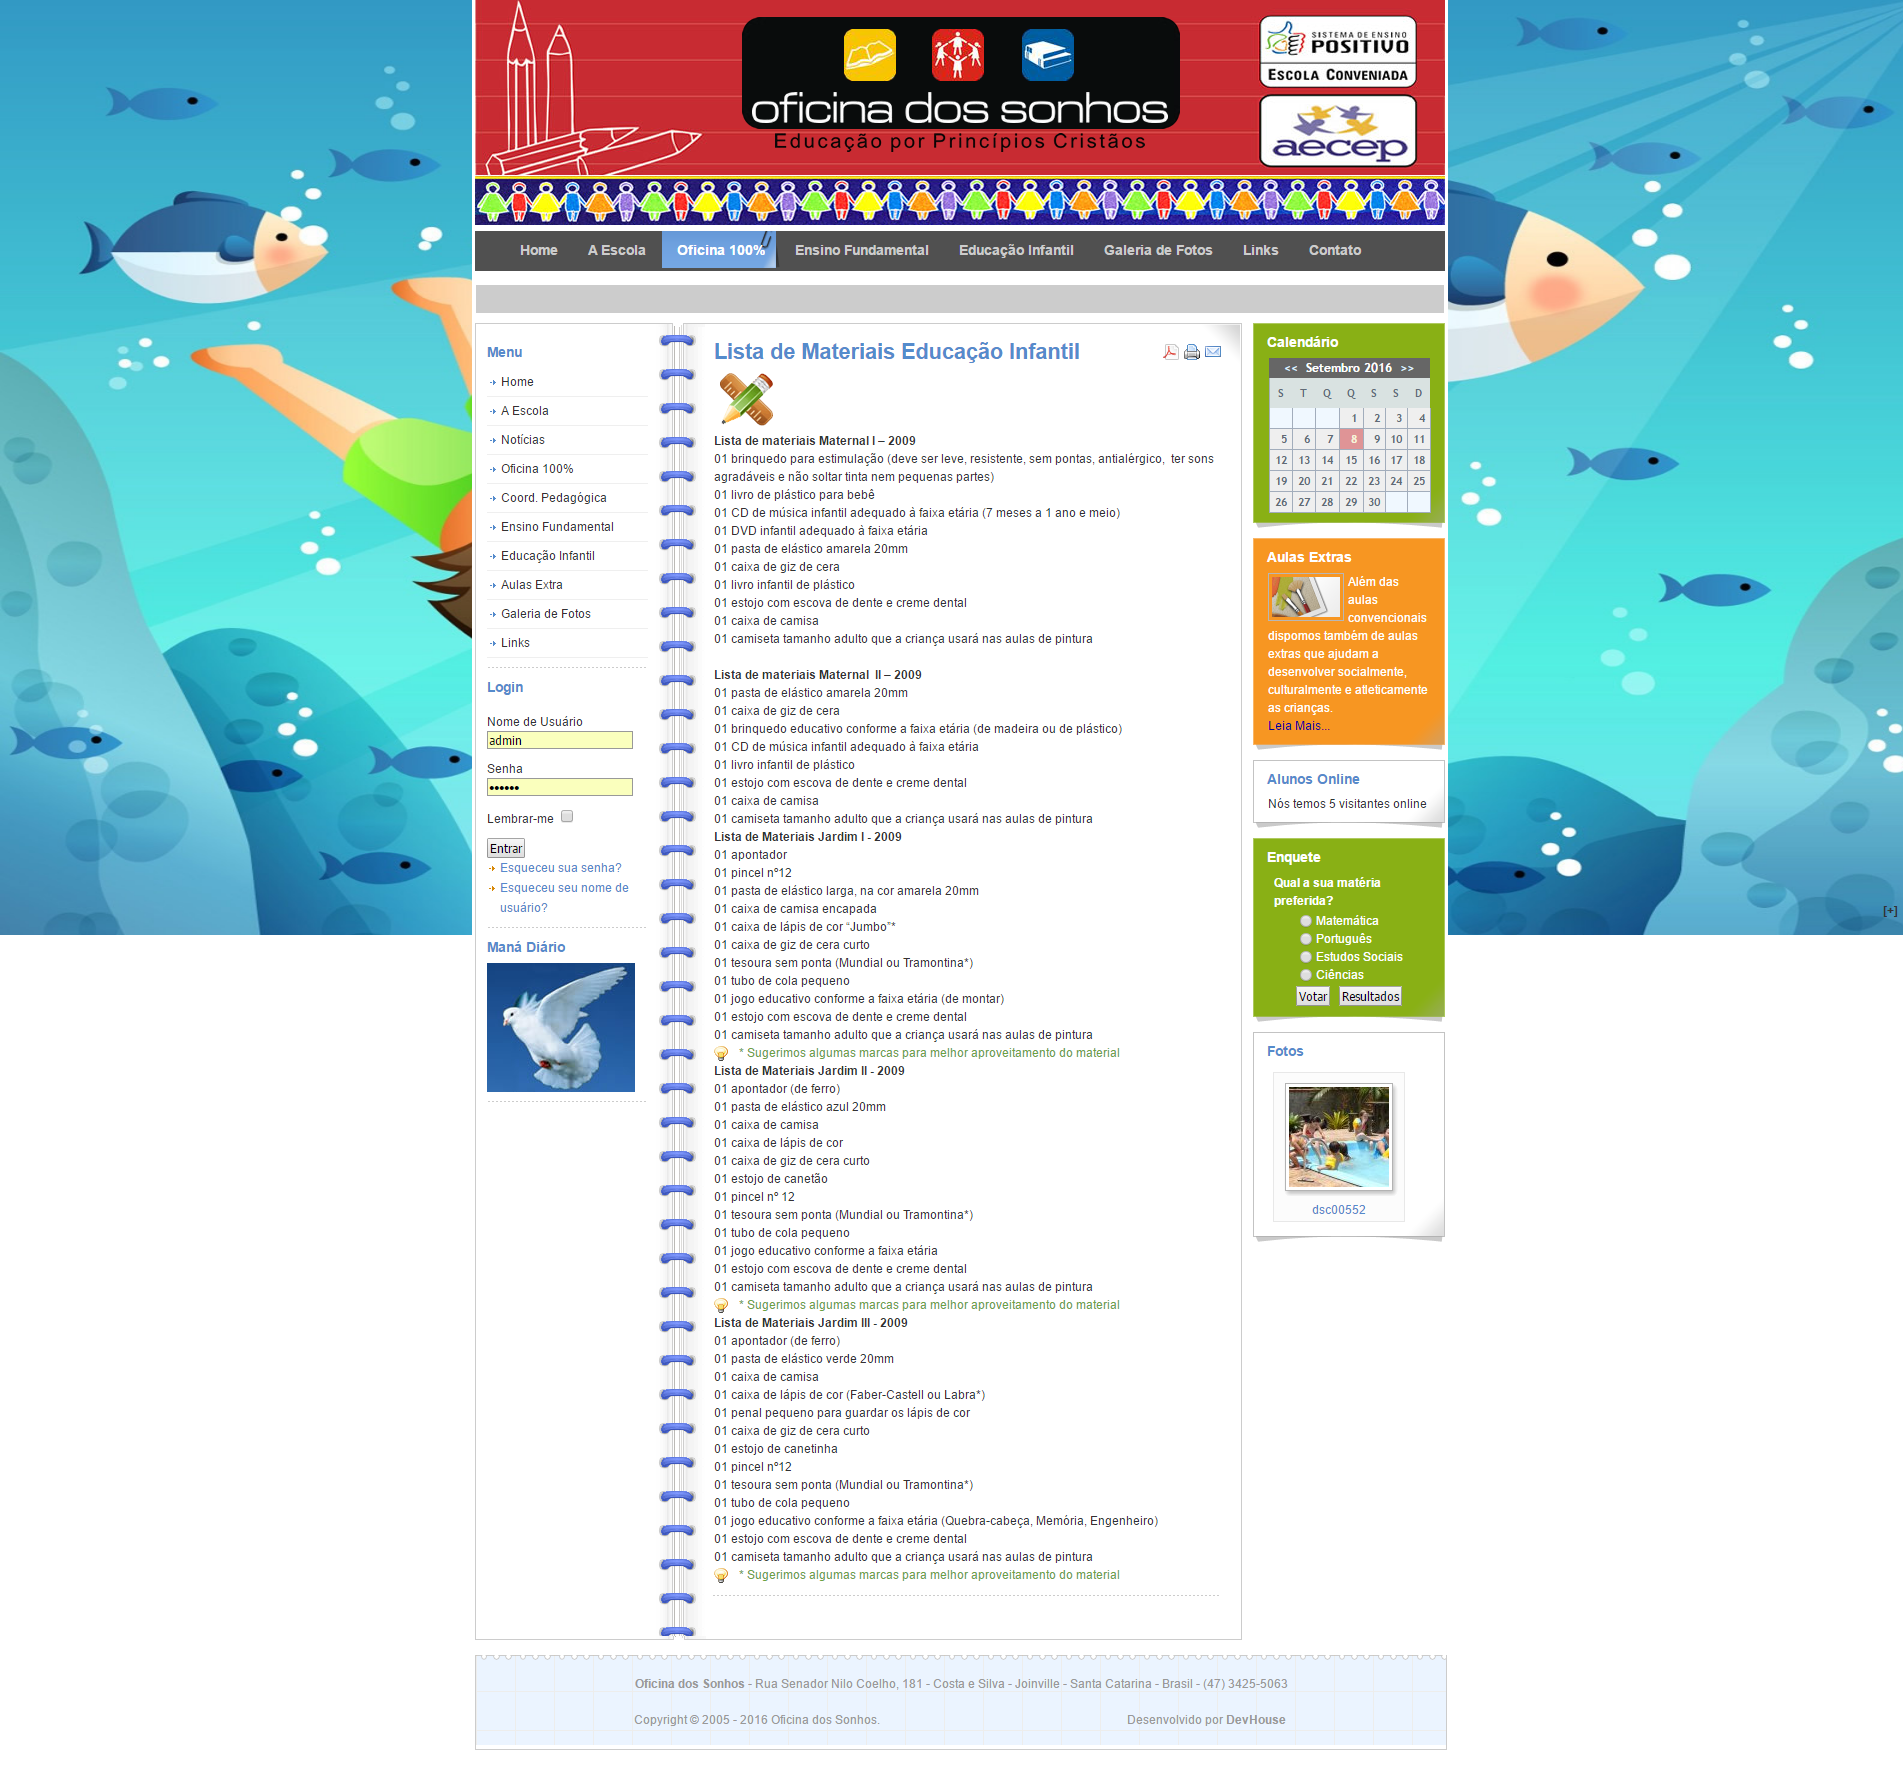 oficina dos sonhos
Educação por Princípios Cristãos
SISTEMA DE ENSINO
POSITIVO
ESCOLA CONVENIADA
aecep
Home A Escola Oficina 100% Ensino Fundamental Educação Infantil Galeria de Fotos Links Contato
Menu
Home
A Escola
Notícias
Oficina 100%
Coord. Pedagógica
Ensino Fundamental
Educação Infantil
Aulas Extra
Galeria de Fotos
Links
Login
Nome de Usuário
admin
Senha
••••••
Lembrar-me
Entrar
Esqueceu sua senha?
Esqueceu seu nome de
usuário?
Maná Diário
Lista de Materiais Educação Infantil
Lista de materiais Maternal I – 2009
01 brinquedo para estimulação (deve ser leve, resistente, sem pontas, antialérgico,  ter sons
agradáveis e não soltar tinta nem pequenas partes)
01 livro de plástico para bebê
01 CD de música infantil adequado à faixa etária (7 meses a 1 ano e meio)
01 DVD infantil adequado à faixa etária
01 pasta de elástico amarela 20mm
01 caixa de giz de cera
01 livro infantil de plástico
01 estojo com escova de dente e creme dental
01 caixa de camisa
01 camiseta tamanho adulto que a criança usará nas aulas de pintura
Lista de materiais Maternal  II – 2009
01 pasta de elástico amarela 20mm
01 caixa de giz de cera
01 brinquedo educativo conforme a faixa etária (de madeira ou de plástico)
01 CD de música infantil adequado à faixa etária
01 livro infantil de plástico
01 estojo com escova de dente e creme dental
01 caixa de camisa
01 camiseta tamanho adulto que a criança usará nas aulas de pintura
Lista de Materiais Jardim I - 2009
01 apontador
01 pincel nº12
01 pasta de elástico larga, na cor amarela 20mm
01 caixa de camisa encapada
01 caixa de lápis de cor “Jumbo”*
01 caixa de giz de cera curto
01 tesoura sem ponta (Mundial ou Tramontina*)
01 tubo de cola pequeno
01 jogo educativo conforme a faixa etária (de montar)
01 estojo com escova de dente e creme dental
01 camiseta tamanho adulto que a criança usará nas aulas de pintura
* Sugerimos algumas marcas para melhor aproveitamento do material
Lista de Materiais Jardim II - 2009
01 apontador (de ferro)
01 pasta de elástico azul 20mm
01 caixa de camisa
01 caixa de lápis de cor
01 caixa de giz de cera curto
01 estojo de canetão
01 pincel nº 12
01 tesoura sem ponta (Mundial ou Tramontina*)
01 tubo de cola pequeno
01 jogo educativo conforme a faixa etária
01 estojo com escova de dente e creme dental
01 camiseta tamanho adulto que a criança usará nas aulas de pintura
* Sugerimos algumas marcas para melhor aproveitamento do material
Lista de Materiais Jardim III - 2009
01 apontador (de ferro)
01 pasta de elástico verde 20mm
01 caixa de camisa
01 caixa de lápis de cor (Faber-Castell ou Labra*)
01 penal pequeno para guardar os lápis de cor
01 caixa de giz de cera curto
01 estojo de canetinha
01 pincel nº12
01 tesoura sem ponta (Mundial ou Tramontina*)
01 tubo de cola pequeno
01 jogo educativo conforme a faixa etária (Quebra-cabeça, Memória, Engenheiro)
01 estojo com escova de dente e creme dental
01 camiseta tamanho adulto que a criança usará nas aulas de pintura
* Sugerimos algumas marcas para melhor aproveitamento do material
Calendário
<< Setembro 2016 >>
S T Q Q S S D
1 2 3 4
5 6 7 8 9 10 11
12 13 14 15 16 17 18
19 20 21 22 23 24 25
26 27 28 29 30
Aulas Extras
Além das
aulas
convencionais
dispomos também de aulas
extras que ajudam a
desenvolver socialmente,
culturalmente e atleticamente
as crianças.
Leia Mais...
Alunos Online
Nós temos 5 visitantes online
Enquete
Qual a sua matéria
preferida?
Matemática
Português
Estudos Sociais
Ciências
Votar Resultados
Fotos
dsc00552
[+]
Oficina dos Sonhos - Rua Senador Nilo Coelho, 181 - Costa e Silva - Joinville - Santa Catarina - Brasil - (47) 3425-5063
Copyright © 2005 - 2016 Oficina dos Sonhos. Desenvolvido por DevHouse